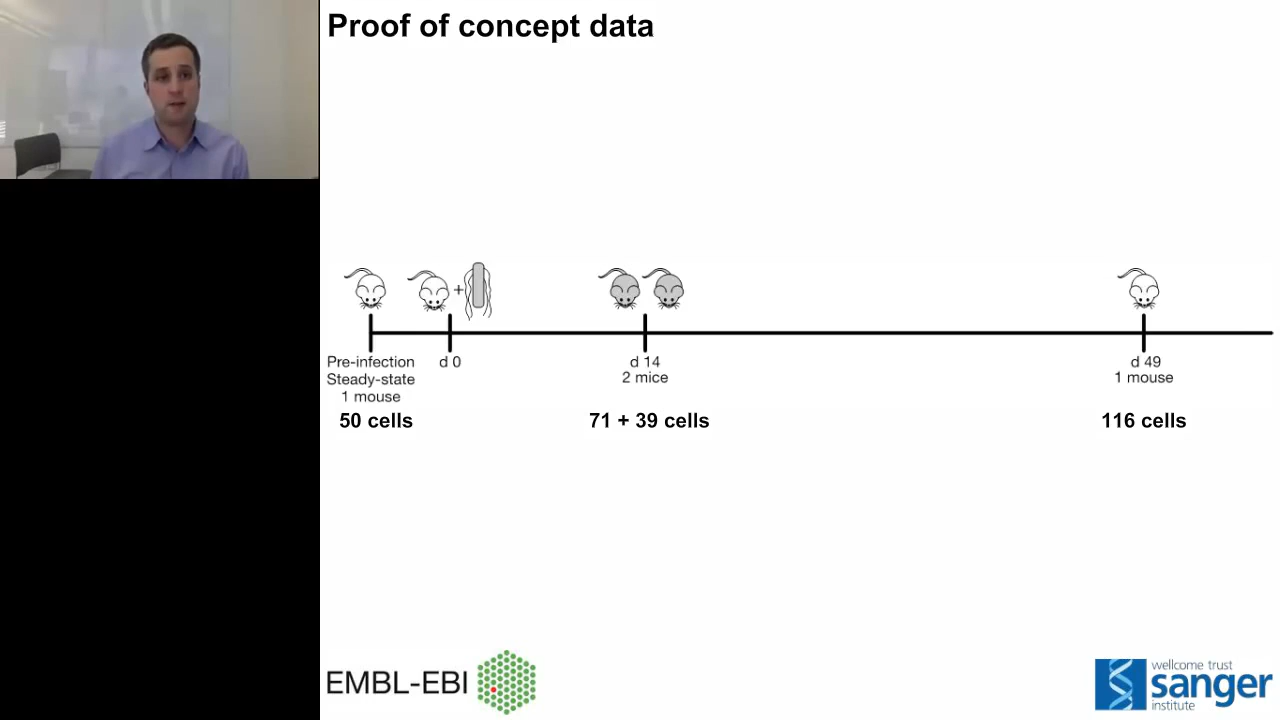 Proof of concept data
+
Pre-infection
Steady-state
1 mouse
50 cells
d 0
d 14
2 mice
71 + 39 cells
d 49
1 mouse
116 cells
EMBL-EBI
wellcome trust
sanger
institute